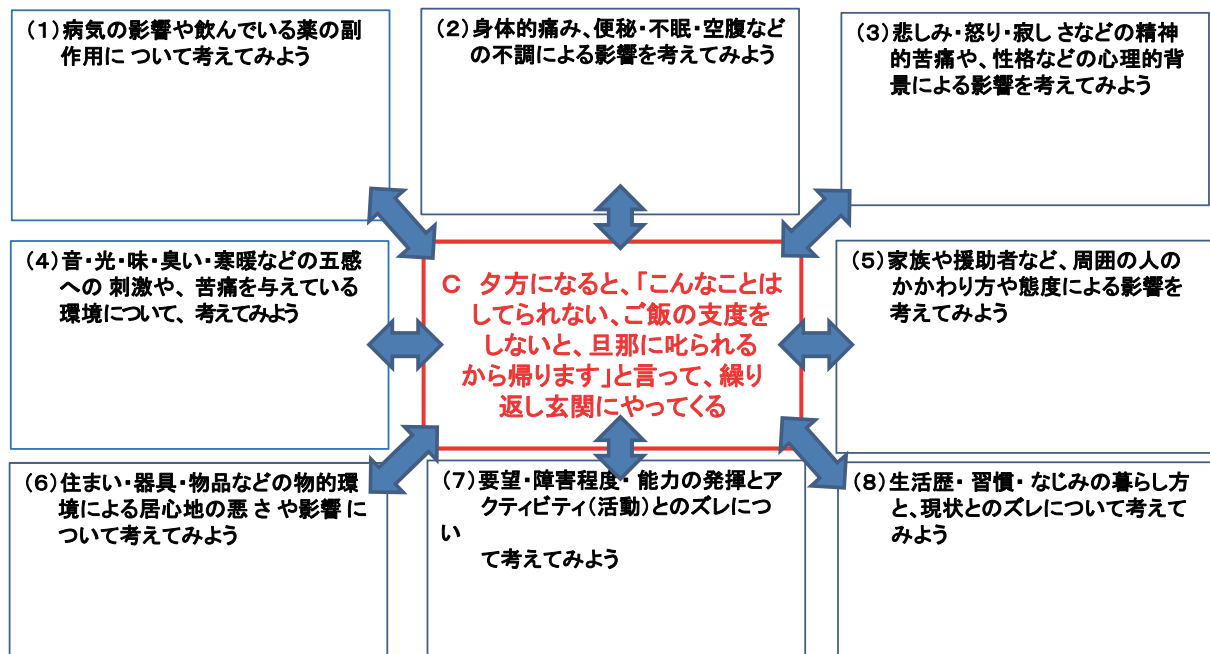 （１）病気の影響や飲んでいる薬の副
作用に ついて考えてみよう
（２）身体的痛み、便秘・不眠・空腹など
の不調による影響を考えてみよう
（３）悲しみ・怒り・寂し さなどの精神
的苦痛や、性格などの心理的背
景による影響を考えてみよう
（４）音・光・味・臭い・寒暖などの五感
への 刺激や、 苦痛を与えている
環境について、 考えてみよう
C 夕方になると、「こんなことは
してられない、ご飯の支度を
しないと、旦那に叱られる
から帰ります」と言って、繰り
返し玄関にやってくる
（５）家族や援助者など、周囲の人の
かかわり方や態度による影響を
考えてみよう
（６）住まい・器具・物品などの物的環
境による居心地の悪 さ や影響 に
ついて考えてみよう
（７）要望・障害程度・ 能力の発揮とア
クティビティ（活動）とのズレについ
い
て考えてみよう
（８）生活歴・ 習慣・ なじみの暮らし方
と、現状とのズレについて考えて
みよう